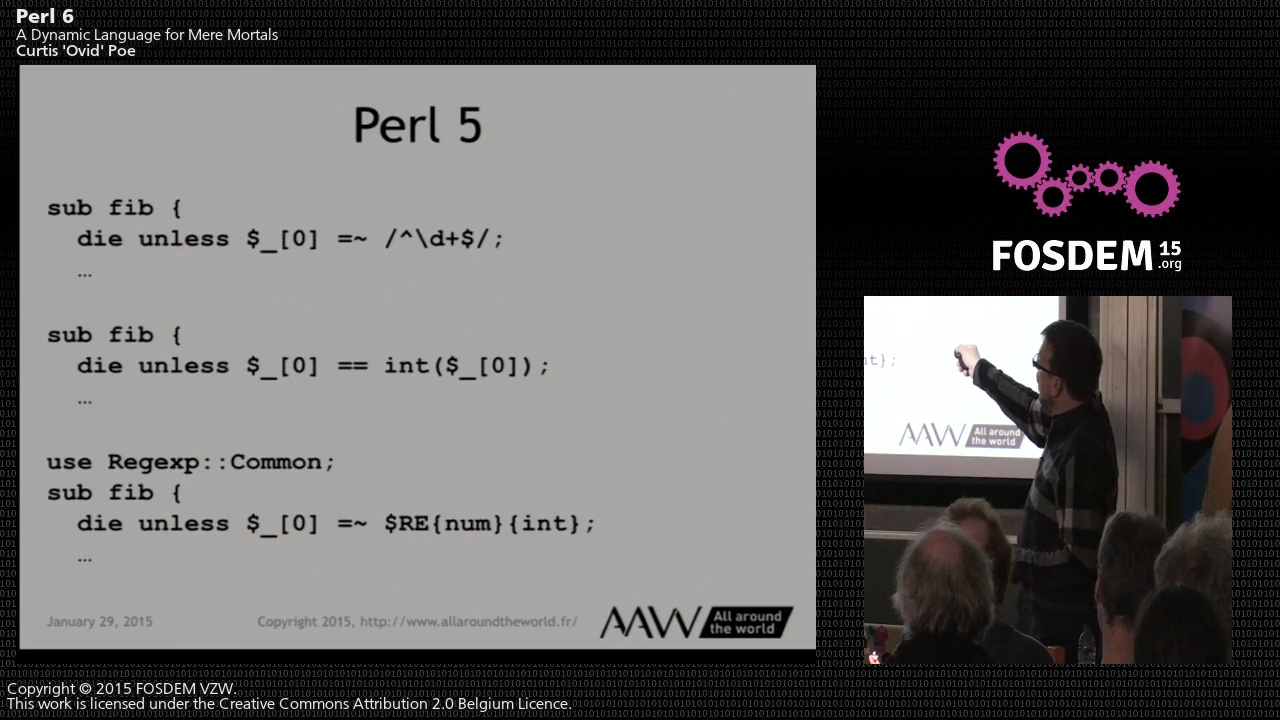 Perl 6
A Dynamic Language for Mere Mortals
Curtis 'Ovid' Poe
Perl 5
sub fib {
  die unless $_[0] =~ /^\d+$/;
  …
sub fib {
  die unless $_[0] == int($_[0]);
  …
use Regexp::Common;
sub fib {
  die unless $_[0] =~ $RE{num}{int};
  …
January 29, 2015
Copyright 2015, http://www.allaroundtheworld.fr/
AAW All around
the world
FOSDEM 15
.org
nt};
AAW All around
the world
Copyright © 2015 FOSDEM VZW.
This work is licensed under the Creative Commons Attribution 2.0 Belgium Licence.